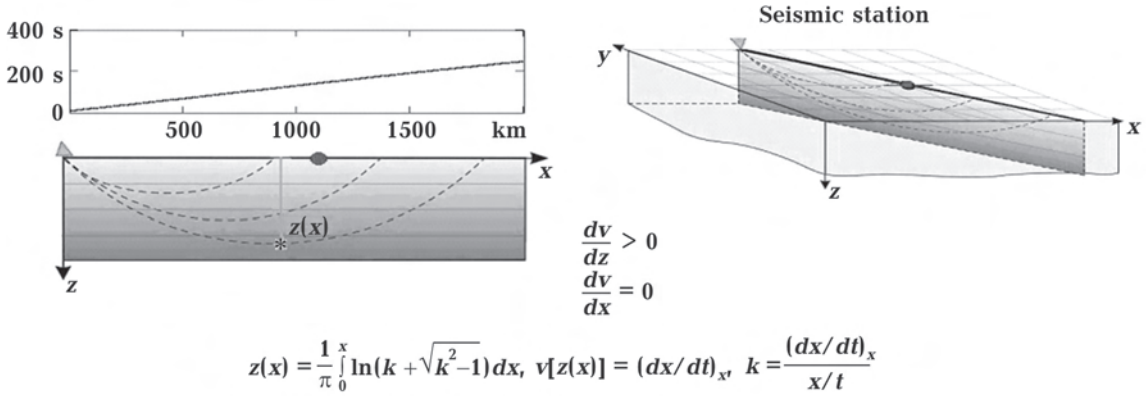 400 s
200 s
0
500 1000 1500 km
x
z(x)
*
z
Seismic station
y
x
z
dv/dz > 0
dv/dx = 0
z(x) = 1/π ∫₀ˣ ln(k + √(k²−1)) dx, v[z(x)] = (dx/dt)ₓ, k = (dx/dt)ₓ / (x/t)